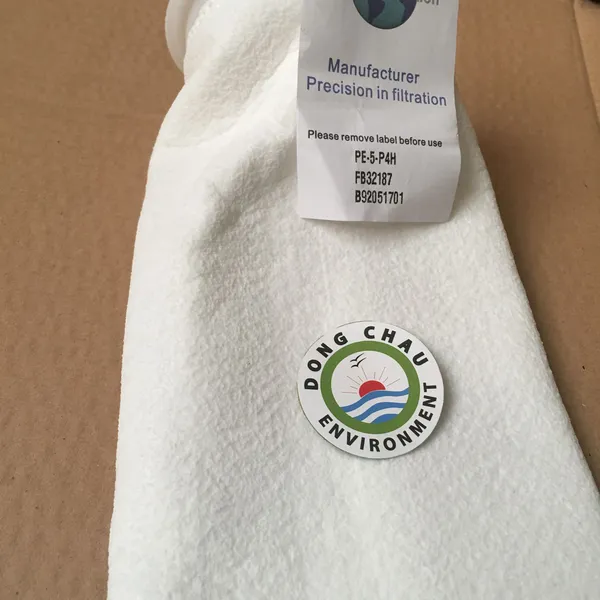 Manufacturer
Precision in filtration
Please remove label before use
PE-5-P4H
FB32187
B92051701
DONG CHAU
ENVIRONMENT